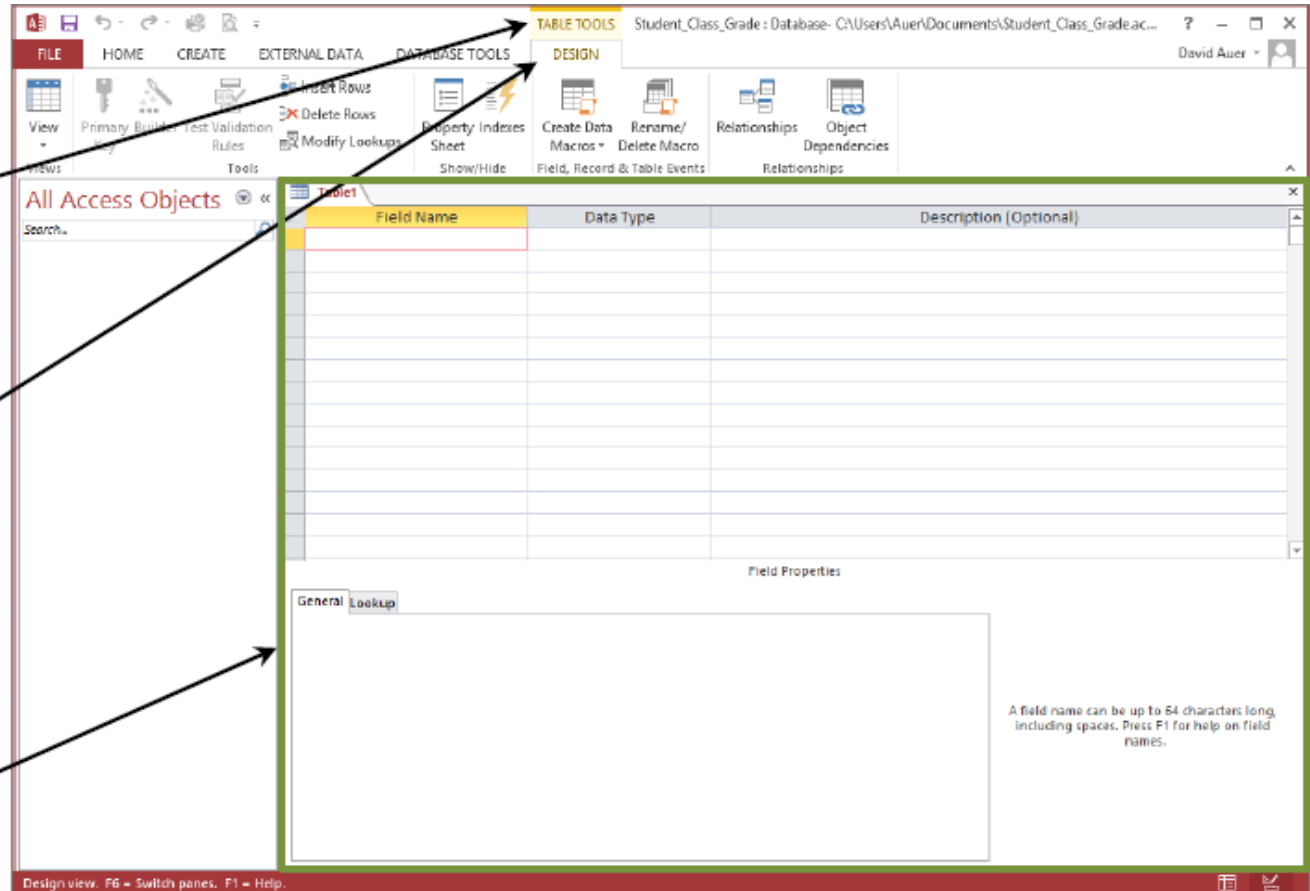 TABLE TOOLS Student_Class_Grade : Database- C:\Users\Auer\Documents\Student_Class_Grade.ac... ?
FILE HOME CREATE EXTERNAL DATA DATABASE TOOLS DESIGN David Auer
Insert Rows
Delete Rows
Modify Lookups
View Primary Key Builder Test Validation Rules Property Sheet Indexes Create Data Macros Rename/ Delete Macro Relationships Object Dependencies
Views Tools Show/Hide Field, Record & Table Events Relationships
All Access Objects «
Search..
Table1
Field Name Data Type Description (Optional)
Field Properties
General Lookup
A field name can be up to 64 characters long,
including spaces. Press F1 for help on field
names.
Design view. F6 = Switch panes. F1 = Help.